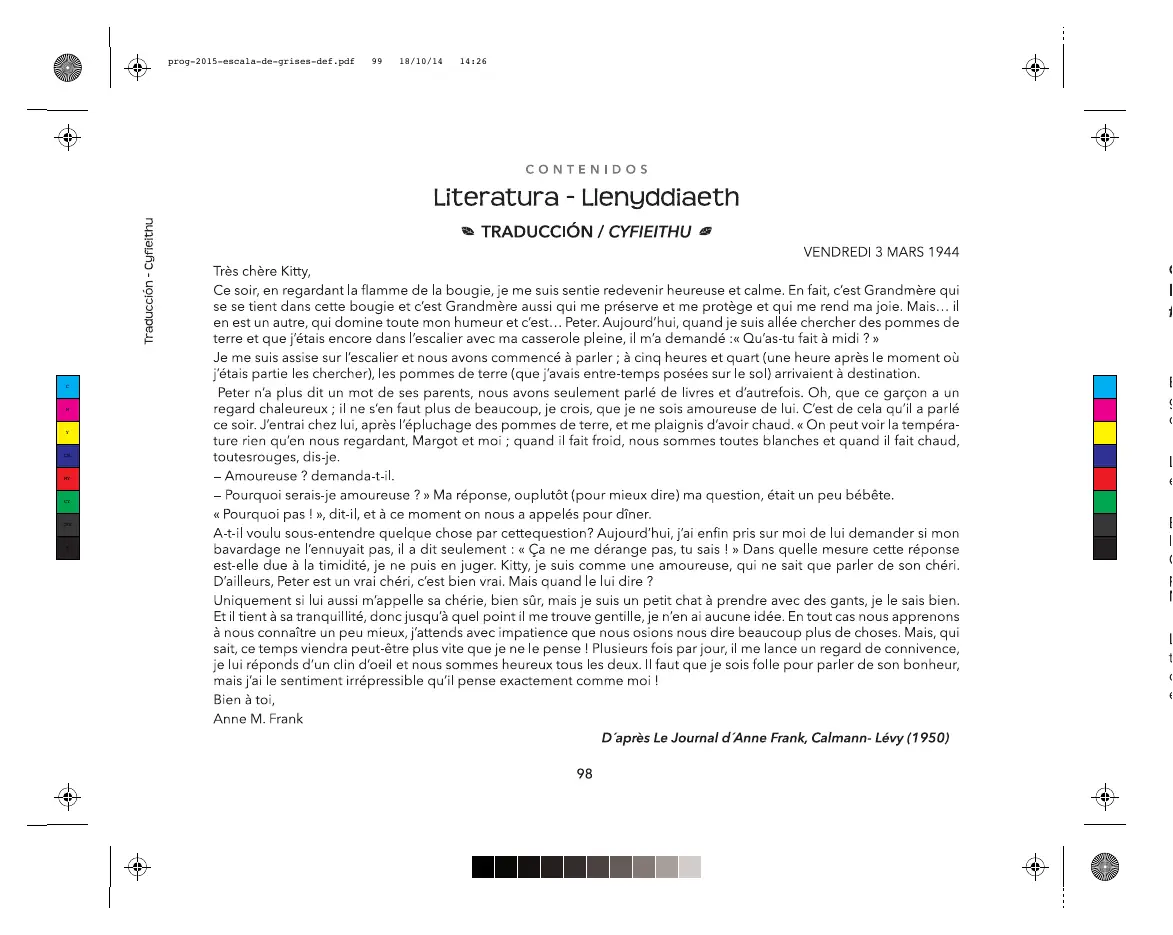 prog-2015-escala-de-grises-def.pdf 99 18/10/14 14:26
CONTENIDOS
Literatura - Llenyddiaeth
TRADUCCIÓN / CYFIEITHU
Traducción - Cyfieithu
VENDREDI 3 MARS 1944
Très chère Kitty,
Ce soir, en regardant la flamme de la bougie, je me suis sentie redevenir heureuse et calme. En fait, c’est Grandmère qui
se se tient dans cette bougie et c’est Grandmère aussi qui me préserve et me protège et qui me rend ma joie. Mais… il
en est un autre, qui domine toute mon humeur et c’est… Peter. Aujourd’hui, quand je suis allée chercher des pommes de
terre et que j’étais encore dans l’escalier avec ma casserole pleine, il m’a demandé :« Qu’as-tu fait à midi ? »
Je me suis assise sur l’escalier et nous avons commencé à parler ; à cinq heures et quart (une heure après le moment où
j’étais partie les chercher), les pommes de terre (que j’avais entre-temps posées sur le sol) arrivaient à destination.
Peter n’a plus dit un mot de ses parents, nous avons seulement parlé de livres et d’autrefois. Oh, que ce garçon a un
regard chaleureux ; il ne s’en faut plus de beaucoup, je crois, que je ne sois amoureuse de lui. C’est de cela qu’il a parlé
ce soir. J’entrai chez lui, après l’épluchage des pommes de terre, et me plaignis d’avoir chaud. « On peut voir la tempéra-
ture rien qu’en nous regardant, Margot et moi ; quand il fait froid, nous sommes toutes blanches et quand il fait chaud,
toutesrouges, dis-je.
– Amoureuse ? demanda-t-il.
– Pourquoi serais-je amoureuse ? » Ma réponse, ouplutôt (pour mieux dire) ma question, était un peu bébête.
« Pourquoi pas ! », dit-il, et à ce moment on nous a appelés pour dîner.
A-t-il voulu sous-entendre quelque chose par cettequestion? Aujourd’hui, j’ai enfin pris sur moi de lui demander si mon
bavardage ne l’ennuyait pas, il a dit seulement : « Ça ne me dérange pas, tu sais ! » Dans quelle mesure cette réponse
est-elle due à la timidité, je ne puis en juger. Kitty, je suis comme une amoureuse, qui ne sait que parler de son chéri.
D’ailleurs, Peter est un vrai chéri, c’est bien vrai. Mais quand le lui dire ?
Uniquement si lui aussi m’appelle sa chérie, bien sûr, mais je suis un petit chat à prendre avec des gants, je le sais bien.
Et il tient à sa tranquillité, donc jusqu’à quel point il me trouve gentille, je n’en ai aucune idée. En tout cas nous apprenons
à nous connaître un peu mieux, j’attends avec impatience que nous osions nous dire beaucoup plus de choses. Mais, qui
sait, ce temps viendra peut-être plus vite que je ne le pense ! Plusieurs fois par jour, il me lance un regard de connivence,
je lui réponds d’un clin d’oeil et nous sommes heureux tous les deux. Il faut que je sois folle pour parler de son bonheur,
mais j’ai le sentiment irrépressible qu’il pense exactement comme moi !
Bien à toi,
Anne M. Frank
D´après Le Journal d´Anne Frank, Calmann- Lévy (1950)
98